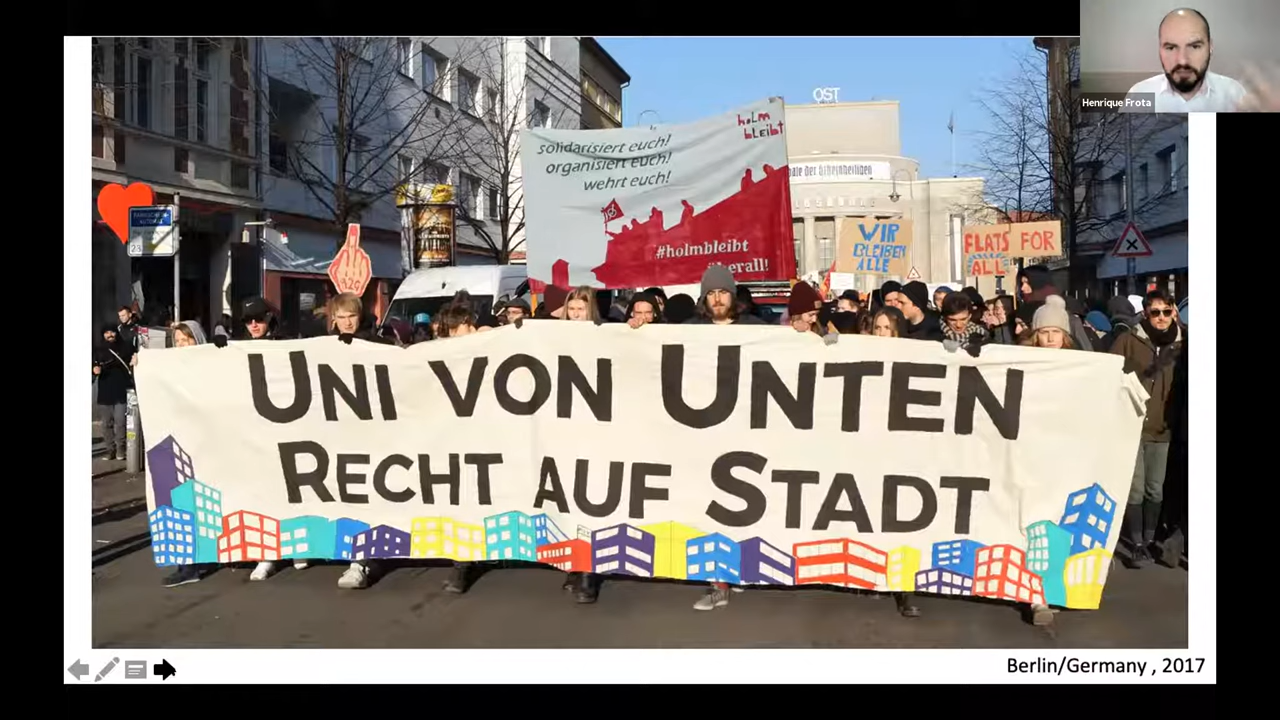 Henrique Frota
OST
solidarisiert euch!
organisiert euch!
wehrt euch!
holm
bleibt
#holmbleibt
überall!
WIR
BLEIBEN
ALLE
FLATS FOR
ALL
UNI VON UNTEN
RECHT AUF STADT
Berlin/Germany , 2017